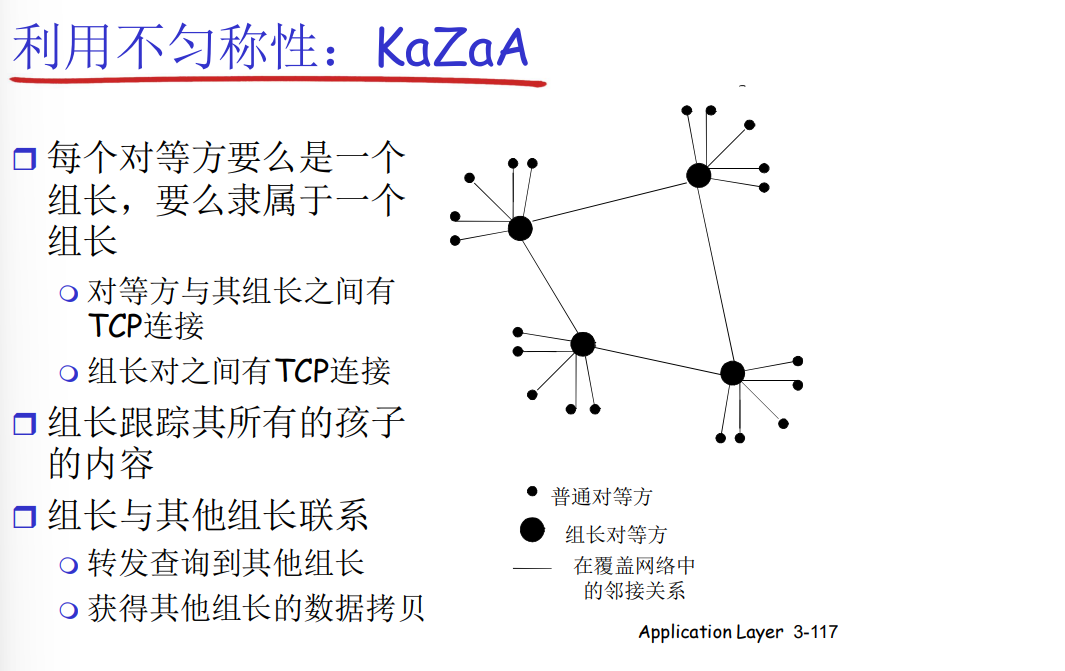 利用不匀称性：KaZaA
每个对等方要么是一个
组长，要么隶属于一个
组长
对等方与其组长之间有
TCP连接
组长对之间有TCP连接
组长跟踪其所有的孩子
的内容
组长与其他组长联系
转发查询到其他组长
获得其他组长的数据拷贝
普通对等方
组长对等方
在覆盖网络中
的邻接关系
Application Layer 3-117